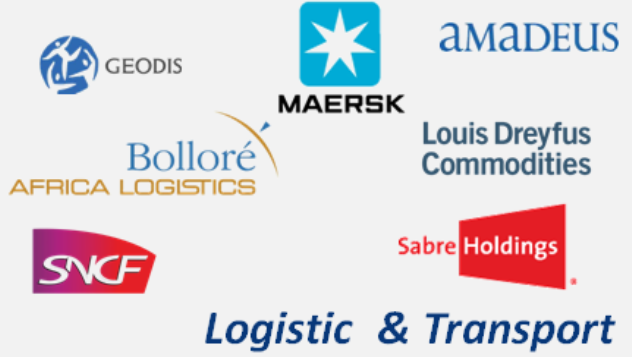 GEODIS
MAERSK
amadeus
Bolloré
AFRICA LOGISTICS
Louis Dreyfus
Commodities
SNCF
Sabre Holdings
®
Logistic & Transport